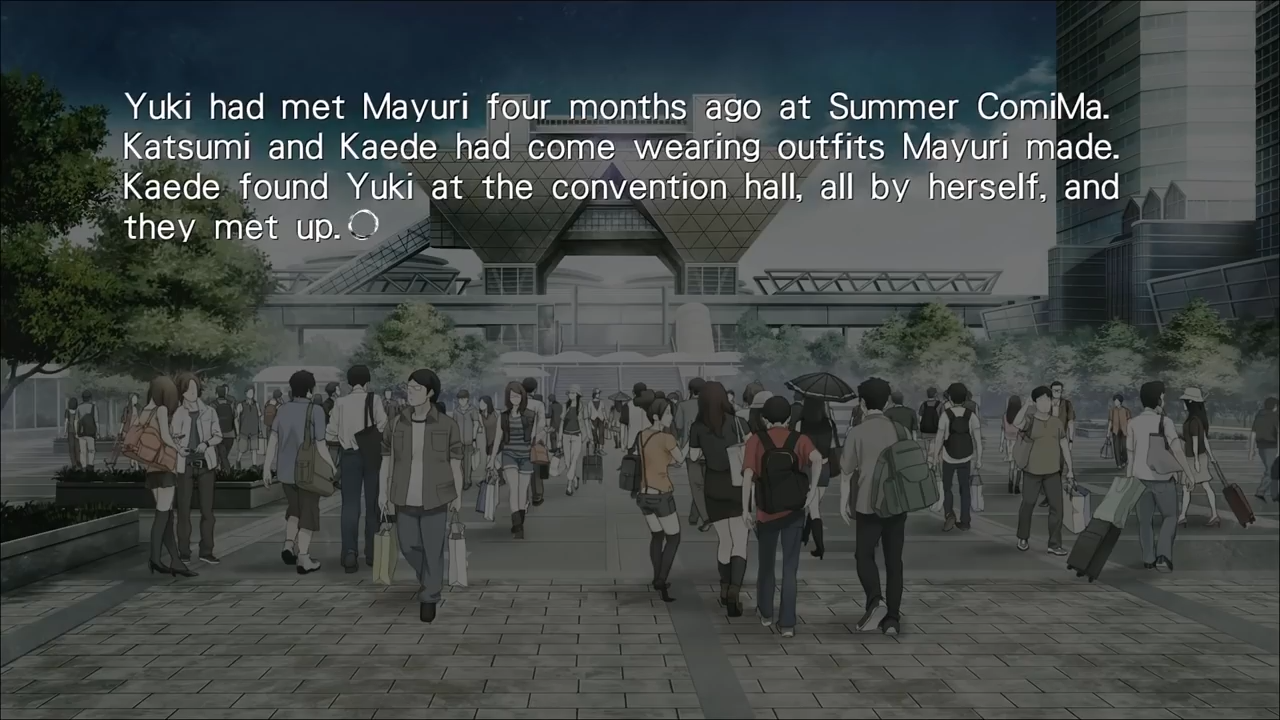 Yuki had met Mayuri four months ago at Summer ComiMa.
Katsumi and Kaede had come wearing outfits Mayuri made.
Kaede found Yuki at the convention hall, all by herself, and
they met up.